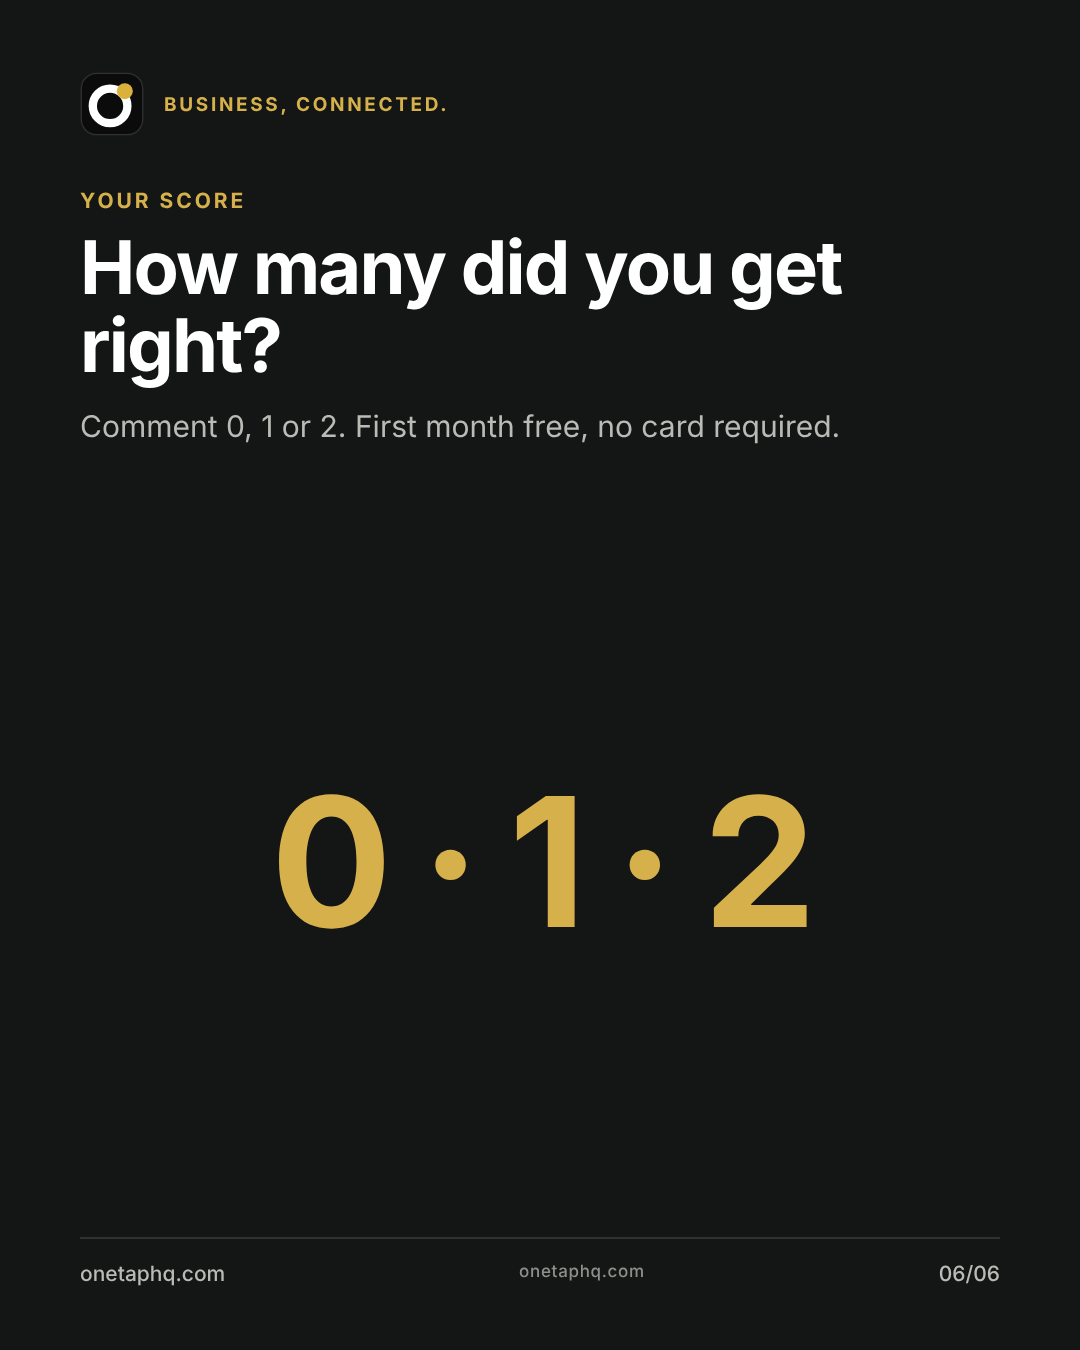 BUSINESS, CONNECTED.
YOUR SCORE
How many did you get
right?
Comment 0, 1 or 2. First month free, no card required.
0 · 1 · 2
onetaphq.com
onetaphq.com
06/06